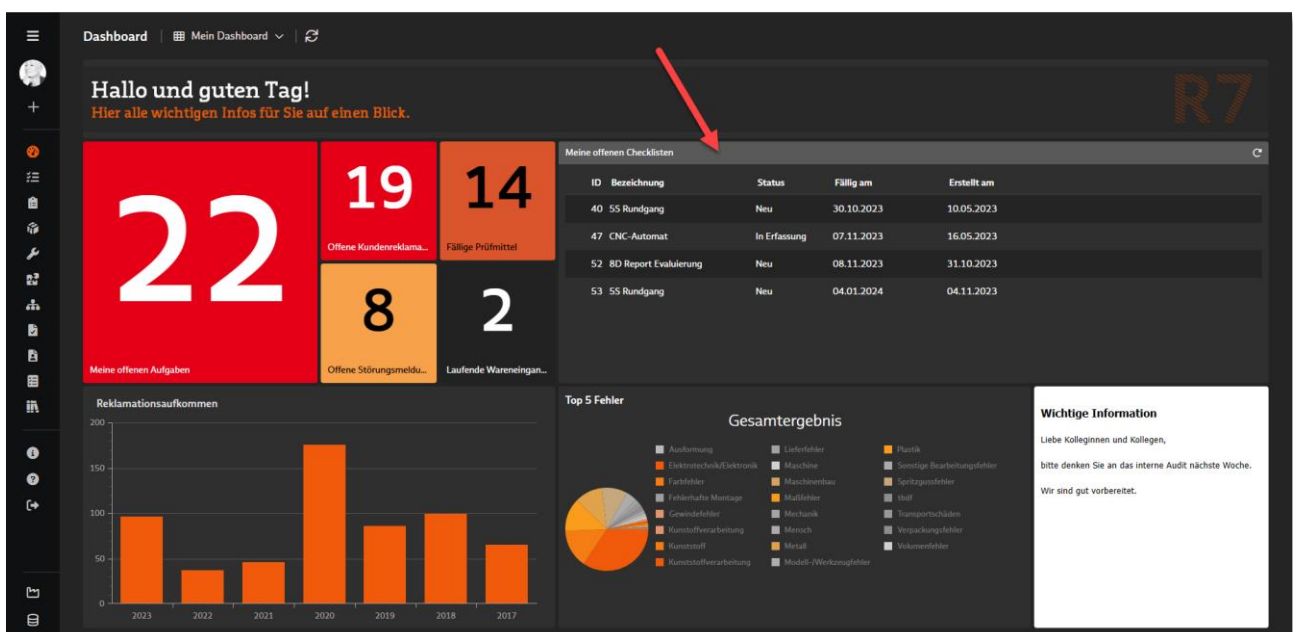 Dashboard Mein Dashboard
Hallo und guten Tag!
Hier alle wichtigen Infos für Sie auf einen Blick.
R7
22
Meine offenen Aufgaben
19
Offene Kundenreklama...
14
Fällige Prüfmittel
8
Offene Störungsmeldu...
2
Laufende Wareneingan...
Meine offenen Checklisten
ID Bezeichnung Status Fällig am Erstellt am
40 5S Rundgang Neu 30.10.2023 10.05.2023
47 CNC-Automat In Erfassung 07.11.2023 16.05.2023
52 8D Report Evaluierung Neu 08.11.2023 31.10.2023
53 5S Rundgang Neu 04.01.2024 04.11.2023
Reklamationsaufkommen
200
150
100
50
0
2023 2022 2021 2020 2019 2018 2017
Top 5 Fehler
Gesamtergebnis
Ausformung Lieferfehler Plastik
Elektrotechnik/Elektronik Maschine Sonstige Bearbeitungsfehler
Farbfehler Maschinenbau Spritzgussfehler
Fehlerhafte Montage Maßfehler tbdf
Gewindefehler Mechanik Transportschäden
Kunstoffverarbeitung Mensch Verpackungsfehler
Kunststoff Metall Volumenfehler
Kunststoffverarbeitung Modell-/Werkzeugfehler
Wichtige Information
Liebe Kolleginnen und Kollegen,
bitte denken Sie an das interne Audit nächste Woche.
Wir sind gut vorbereitet.